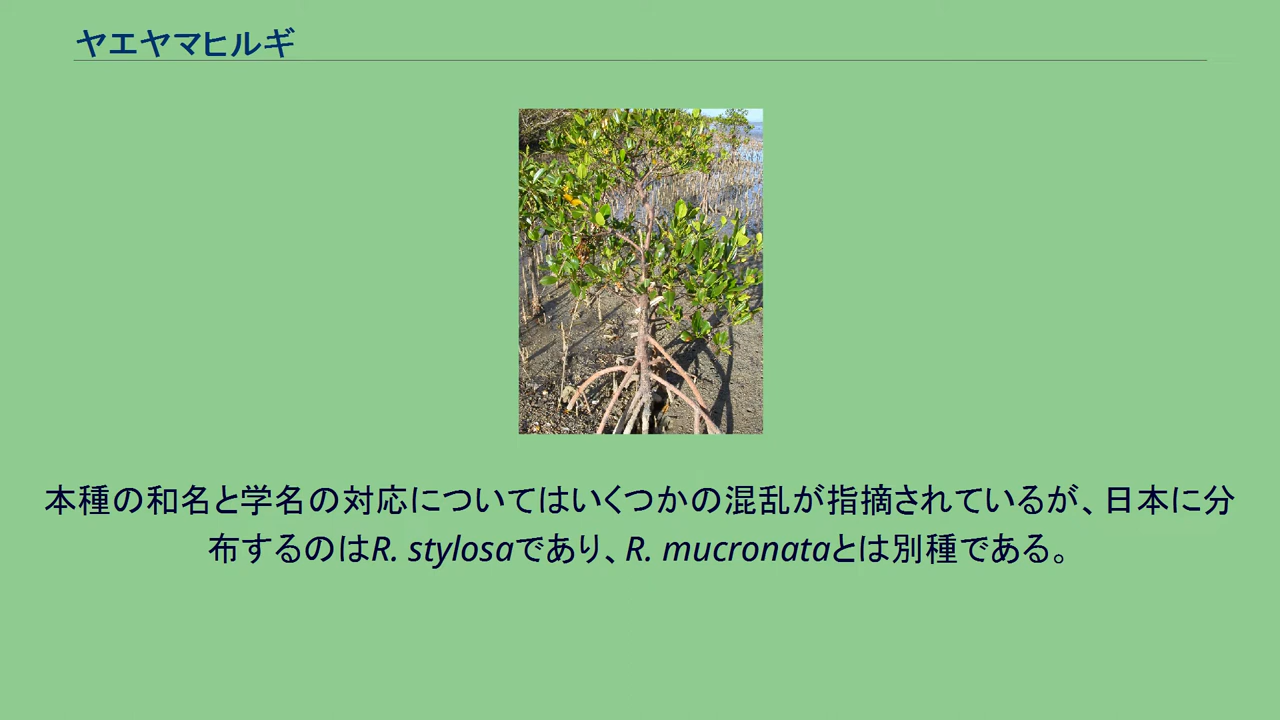 ヤエヤマヒルギ
本種の和名と学名の対応についてはいくつかの混乱が指摘されているが、日本に分
布するのはR. stylosaであり、R. mucronataとは別種である。